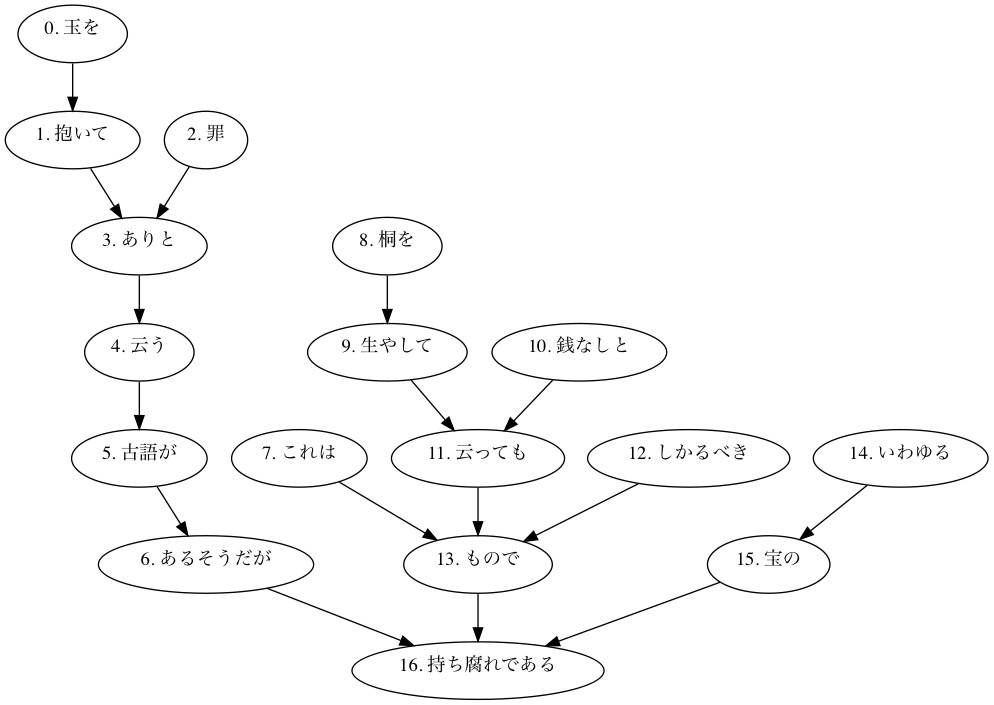 0. 玉を
1. 抱いて
2. 罪
3. ありと
4. 云う
5. 古語が
6. あるそうだが
7. これは
8. 桐を
9. 生やして
10. 銭なしと
11. 云っても
12. しかるべき
13. もので
14. いわゆる
15. 宝の
16. 持ち腐れである